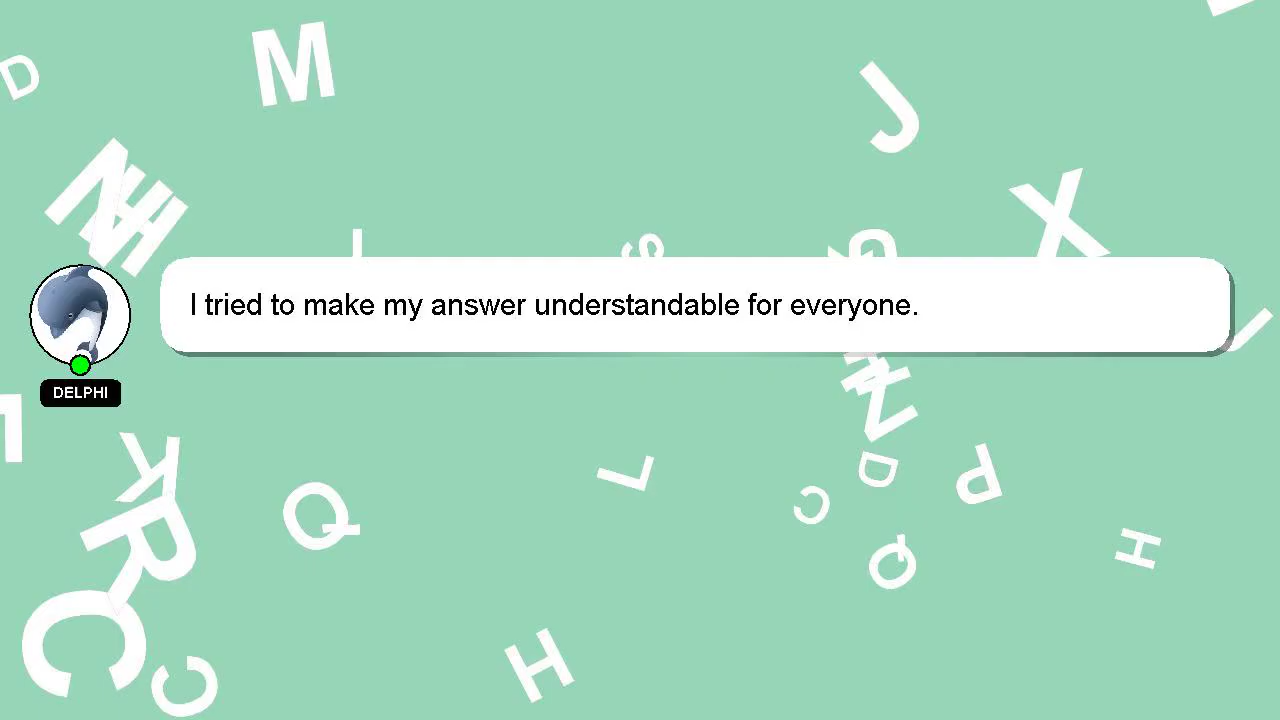 D
M
J
N
H
X
S
G
I tried to make my answer understandable for everyone.
DELPHI
N
Z
D
P
L
C
Q
R
Q
H
C
C
H